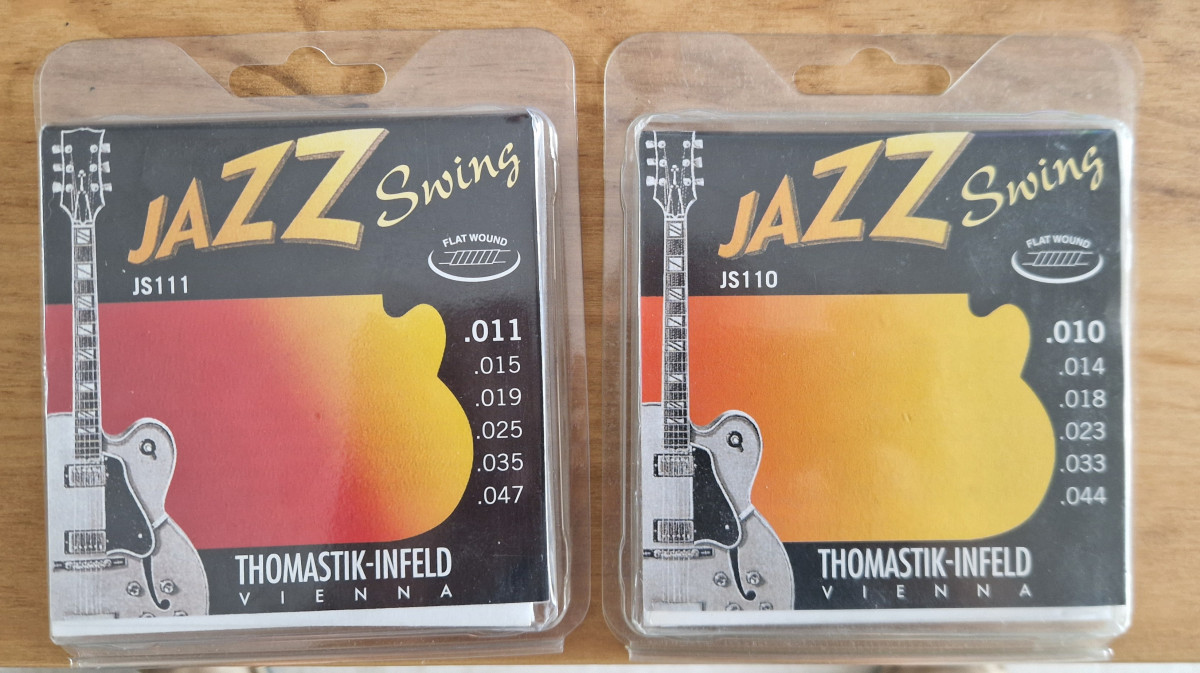 JAZZ Swing
FLAT WOUND
JS111
.011
.015
.019
.025
.035
.047
THOMASTIK-INFELD
VIENNA
JAZZ Swing
FLAT WOUND
JS110
.010
.014
.018
.023
.033
.044
THOMASTIK-INFELD
VIENNA